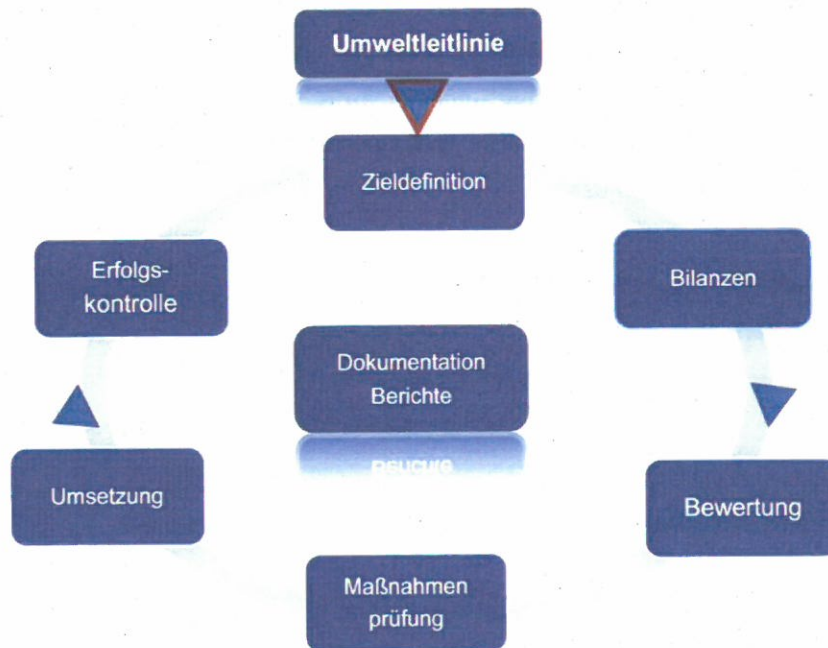 Umweltleitlinie
Zieldefinition
Bilanzen
Bewertung
Maßnahmen
prüfung
Umsetzung
Erfolgs-
kontrolle
Dokumentation
Berichte